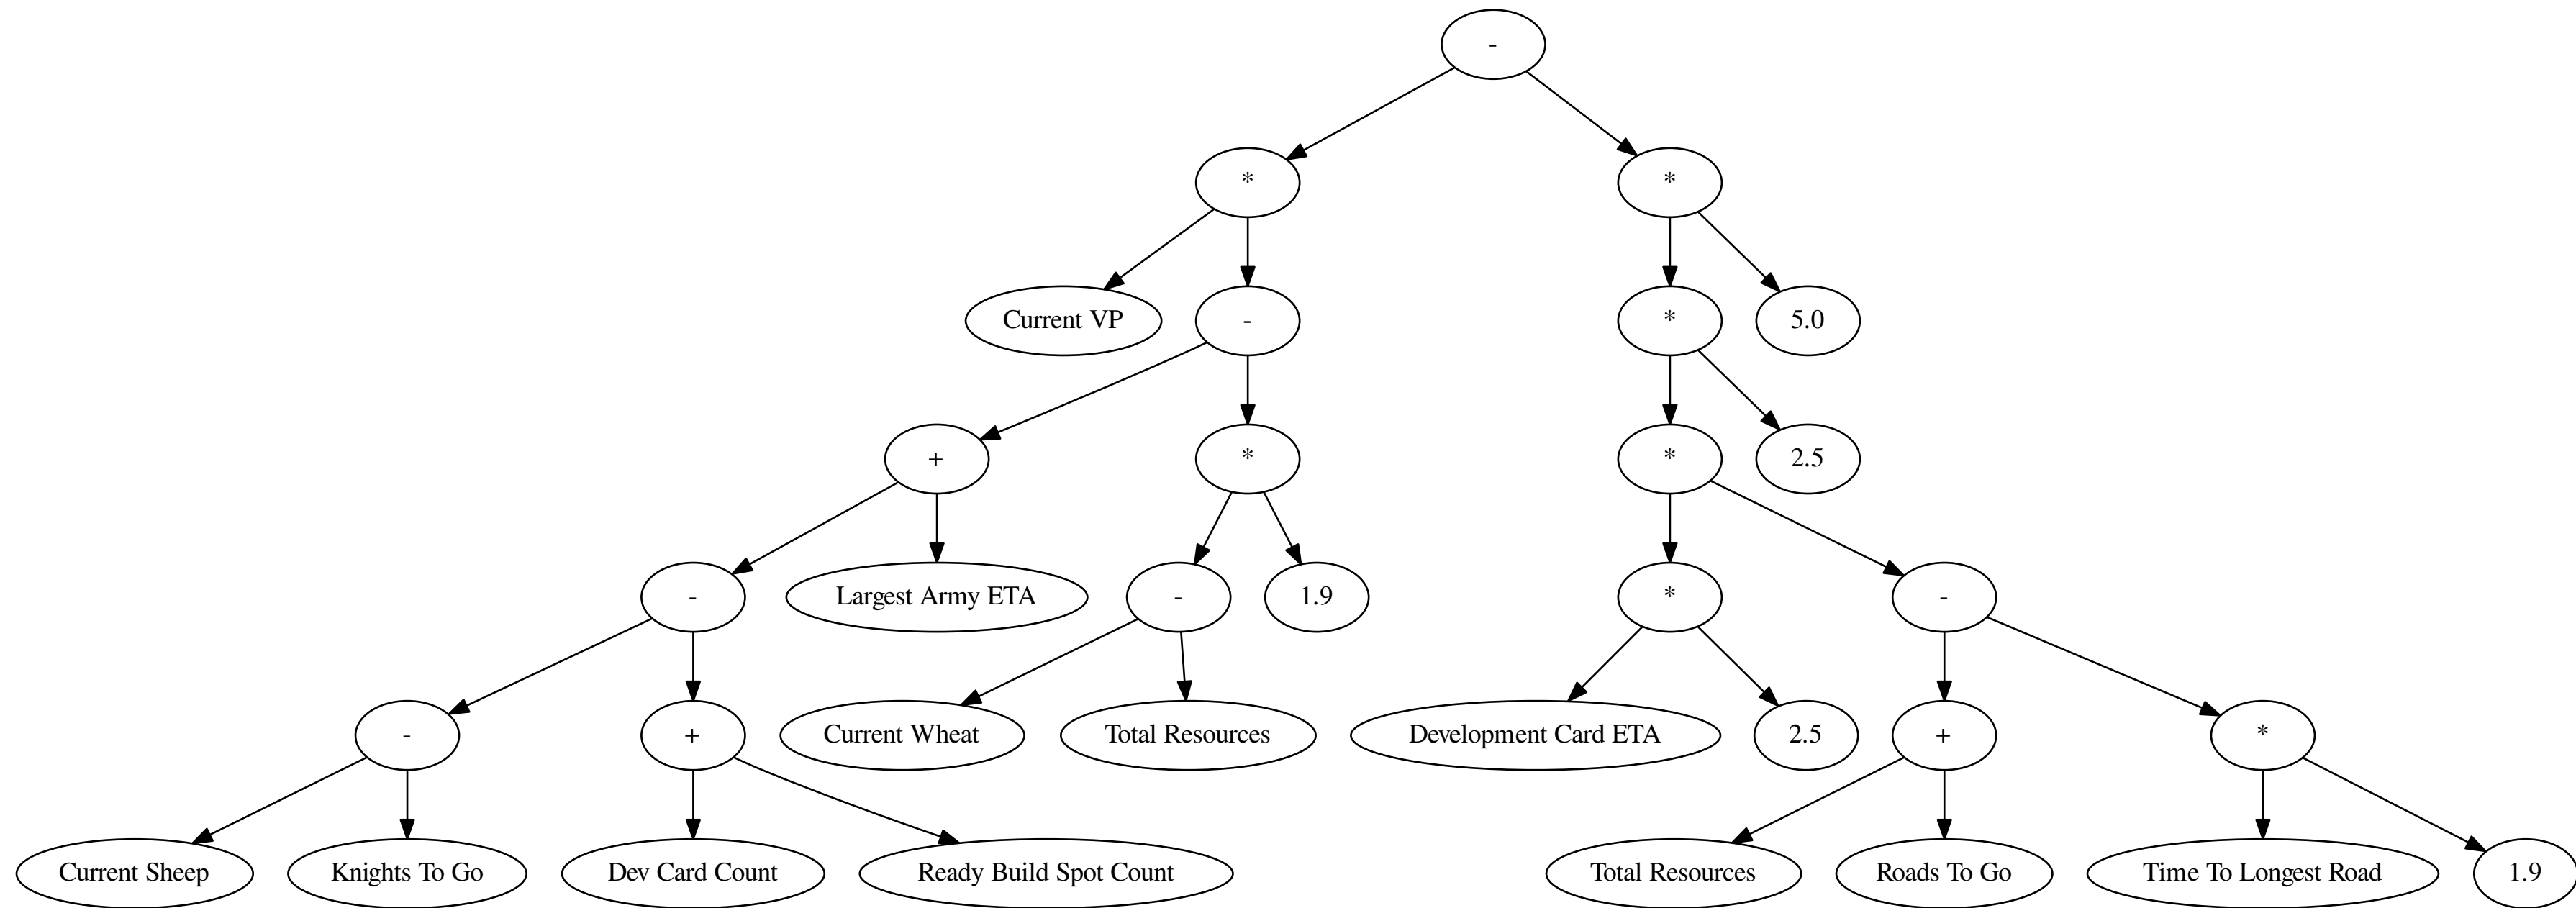 -
*
*
Current VP
-
*
5.0
+
*
*
2.5
-
Largest Army ETA
-
1.9
*
-
-
+
Current Wheat
Total Resources
Development Card ETA
2.5
+
*
Current Sheep
Knights To Go
Dev Card Count
Ready Build Spot Count
Total Resources
Roads To Go
Time To Longest Road
1.9